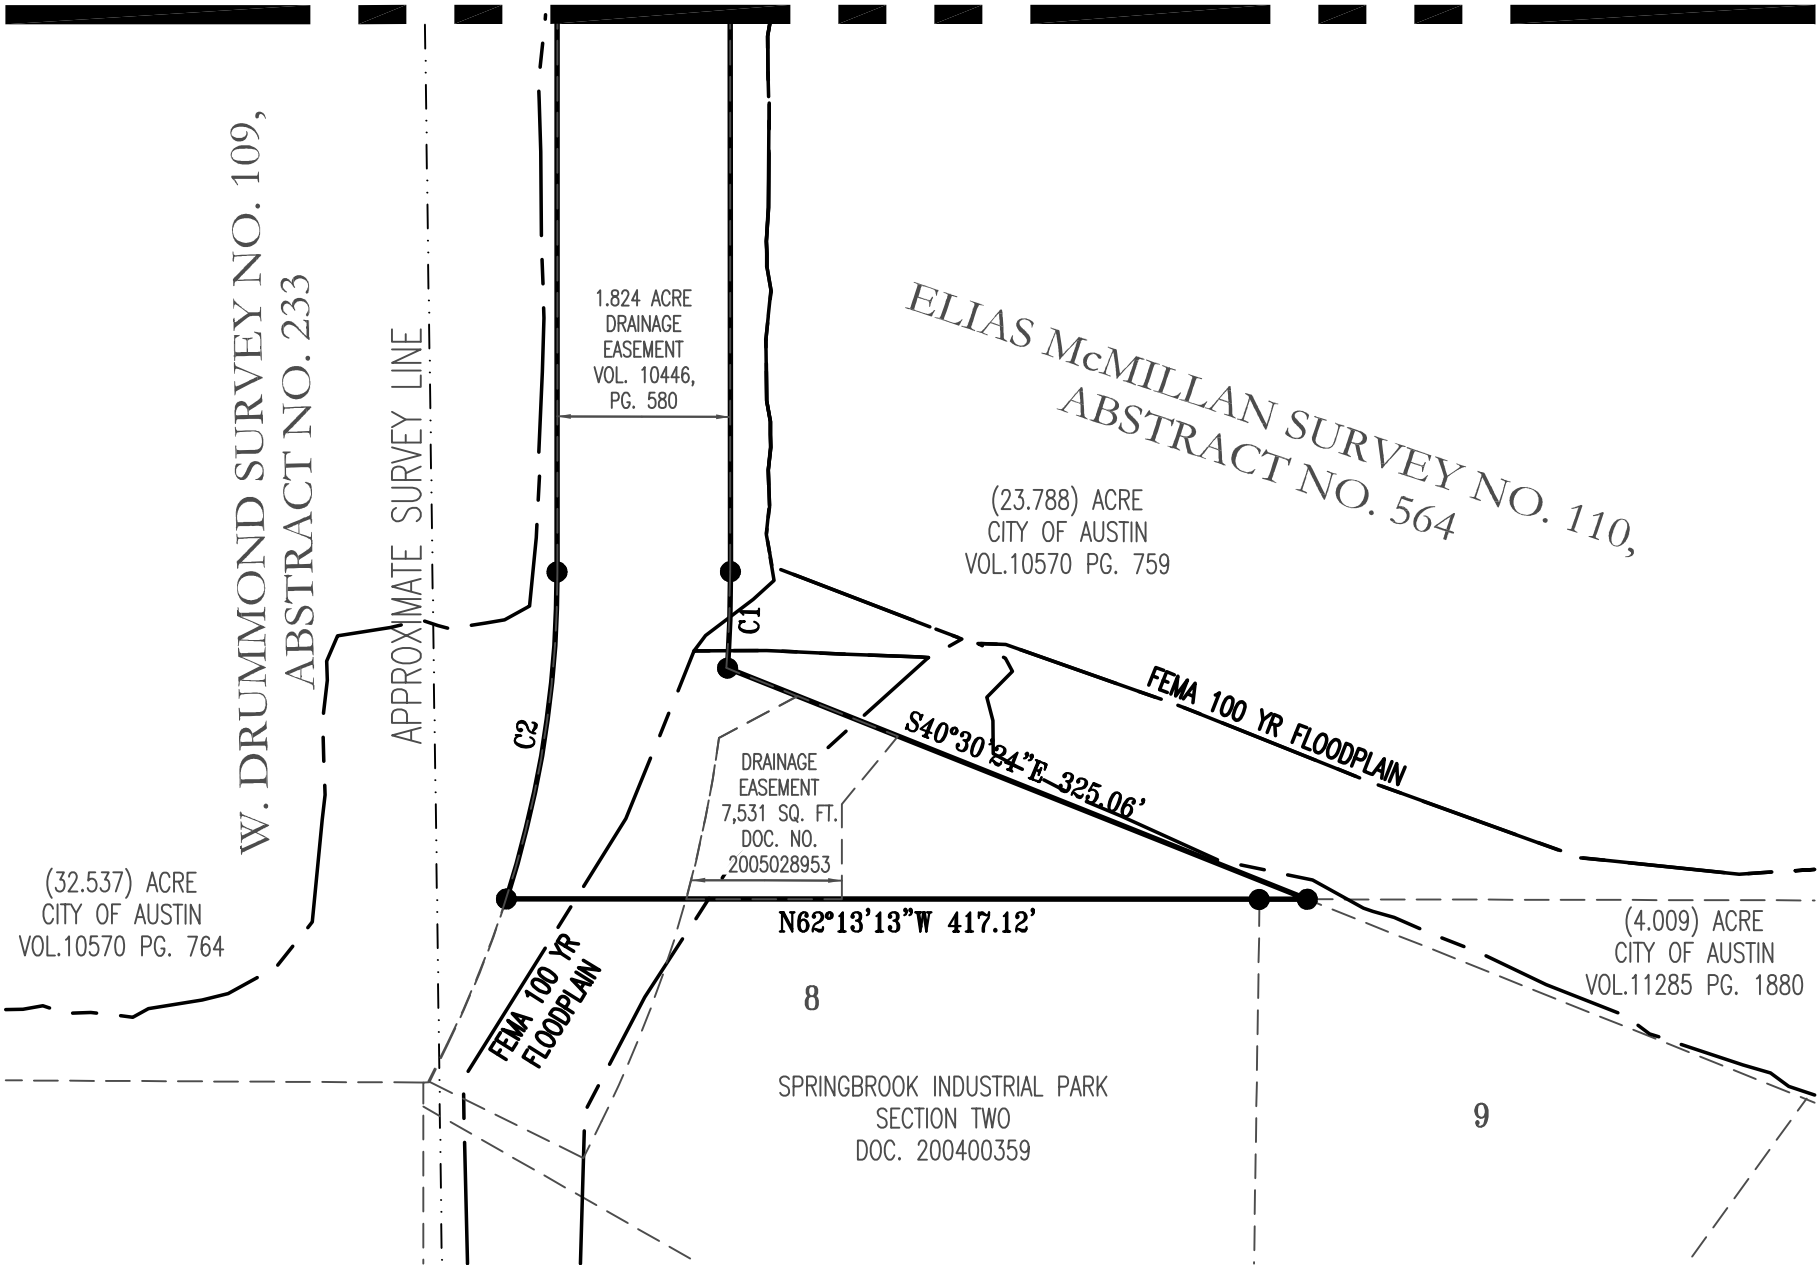 W. DRUMMOND SURVEY NO. 109,
ABSTRACT NO. 233
APPROXIMATE SURVEY LINE
1.824 ACRE
DRAINAGE
EASEMENT
VOL. 10446,
PG. 580
ELIAS McMILLAN SURVEY NO. 110,
ABSTRACT NO. 564
(23.788) ACRE
CITY OF AUSTIN
VOL.10570 PG. 759
C1
C2
FEMA 100 YR FLOODPLAIN
S40°30'24"E 325.06'
DRAINAGE
EASEMENT
7,531 SQ. FT.
DOC. NO.
2005028953
(32.537) ACRE
CITY OF AUSTIN
VOL.10570 PG. 764
N62°13'13"W 417.12'
(4.009) ACRE
CITY OF AUSTIN
VOL.11285 PG. 1880
FEMA 100 YR
FLOODPLAIN
8
SPRINGBROOK INDUSTRIAL PARK
SECTION TWO
DOC. 200400359
9